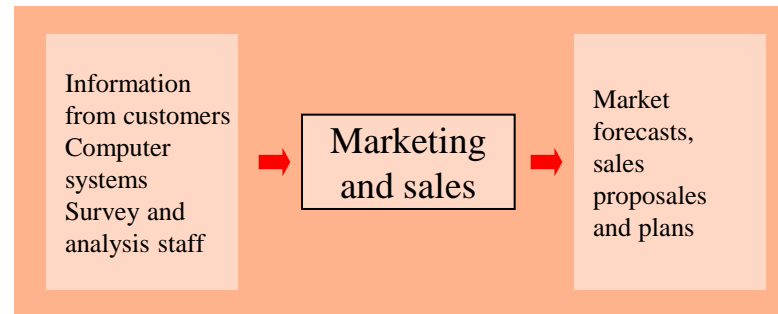 Information
from customers
Computer
systems
Survey and
analysis staff
Marketing
and sales
Market
forecasts,
sales
proposales
and plans